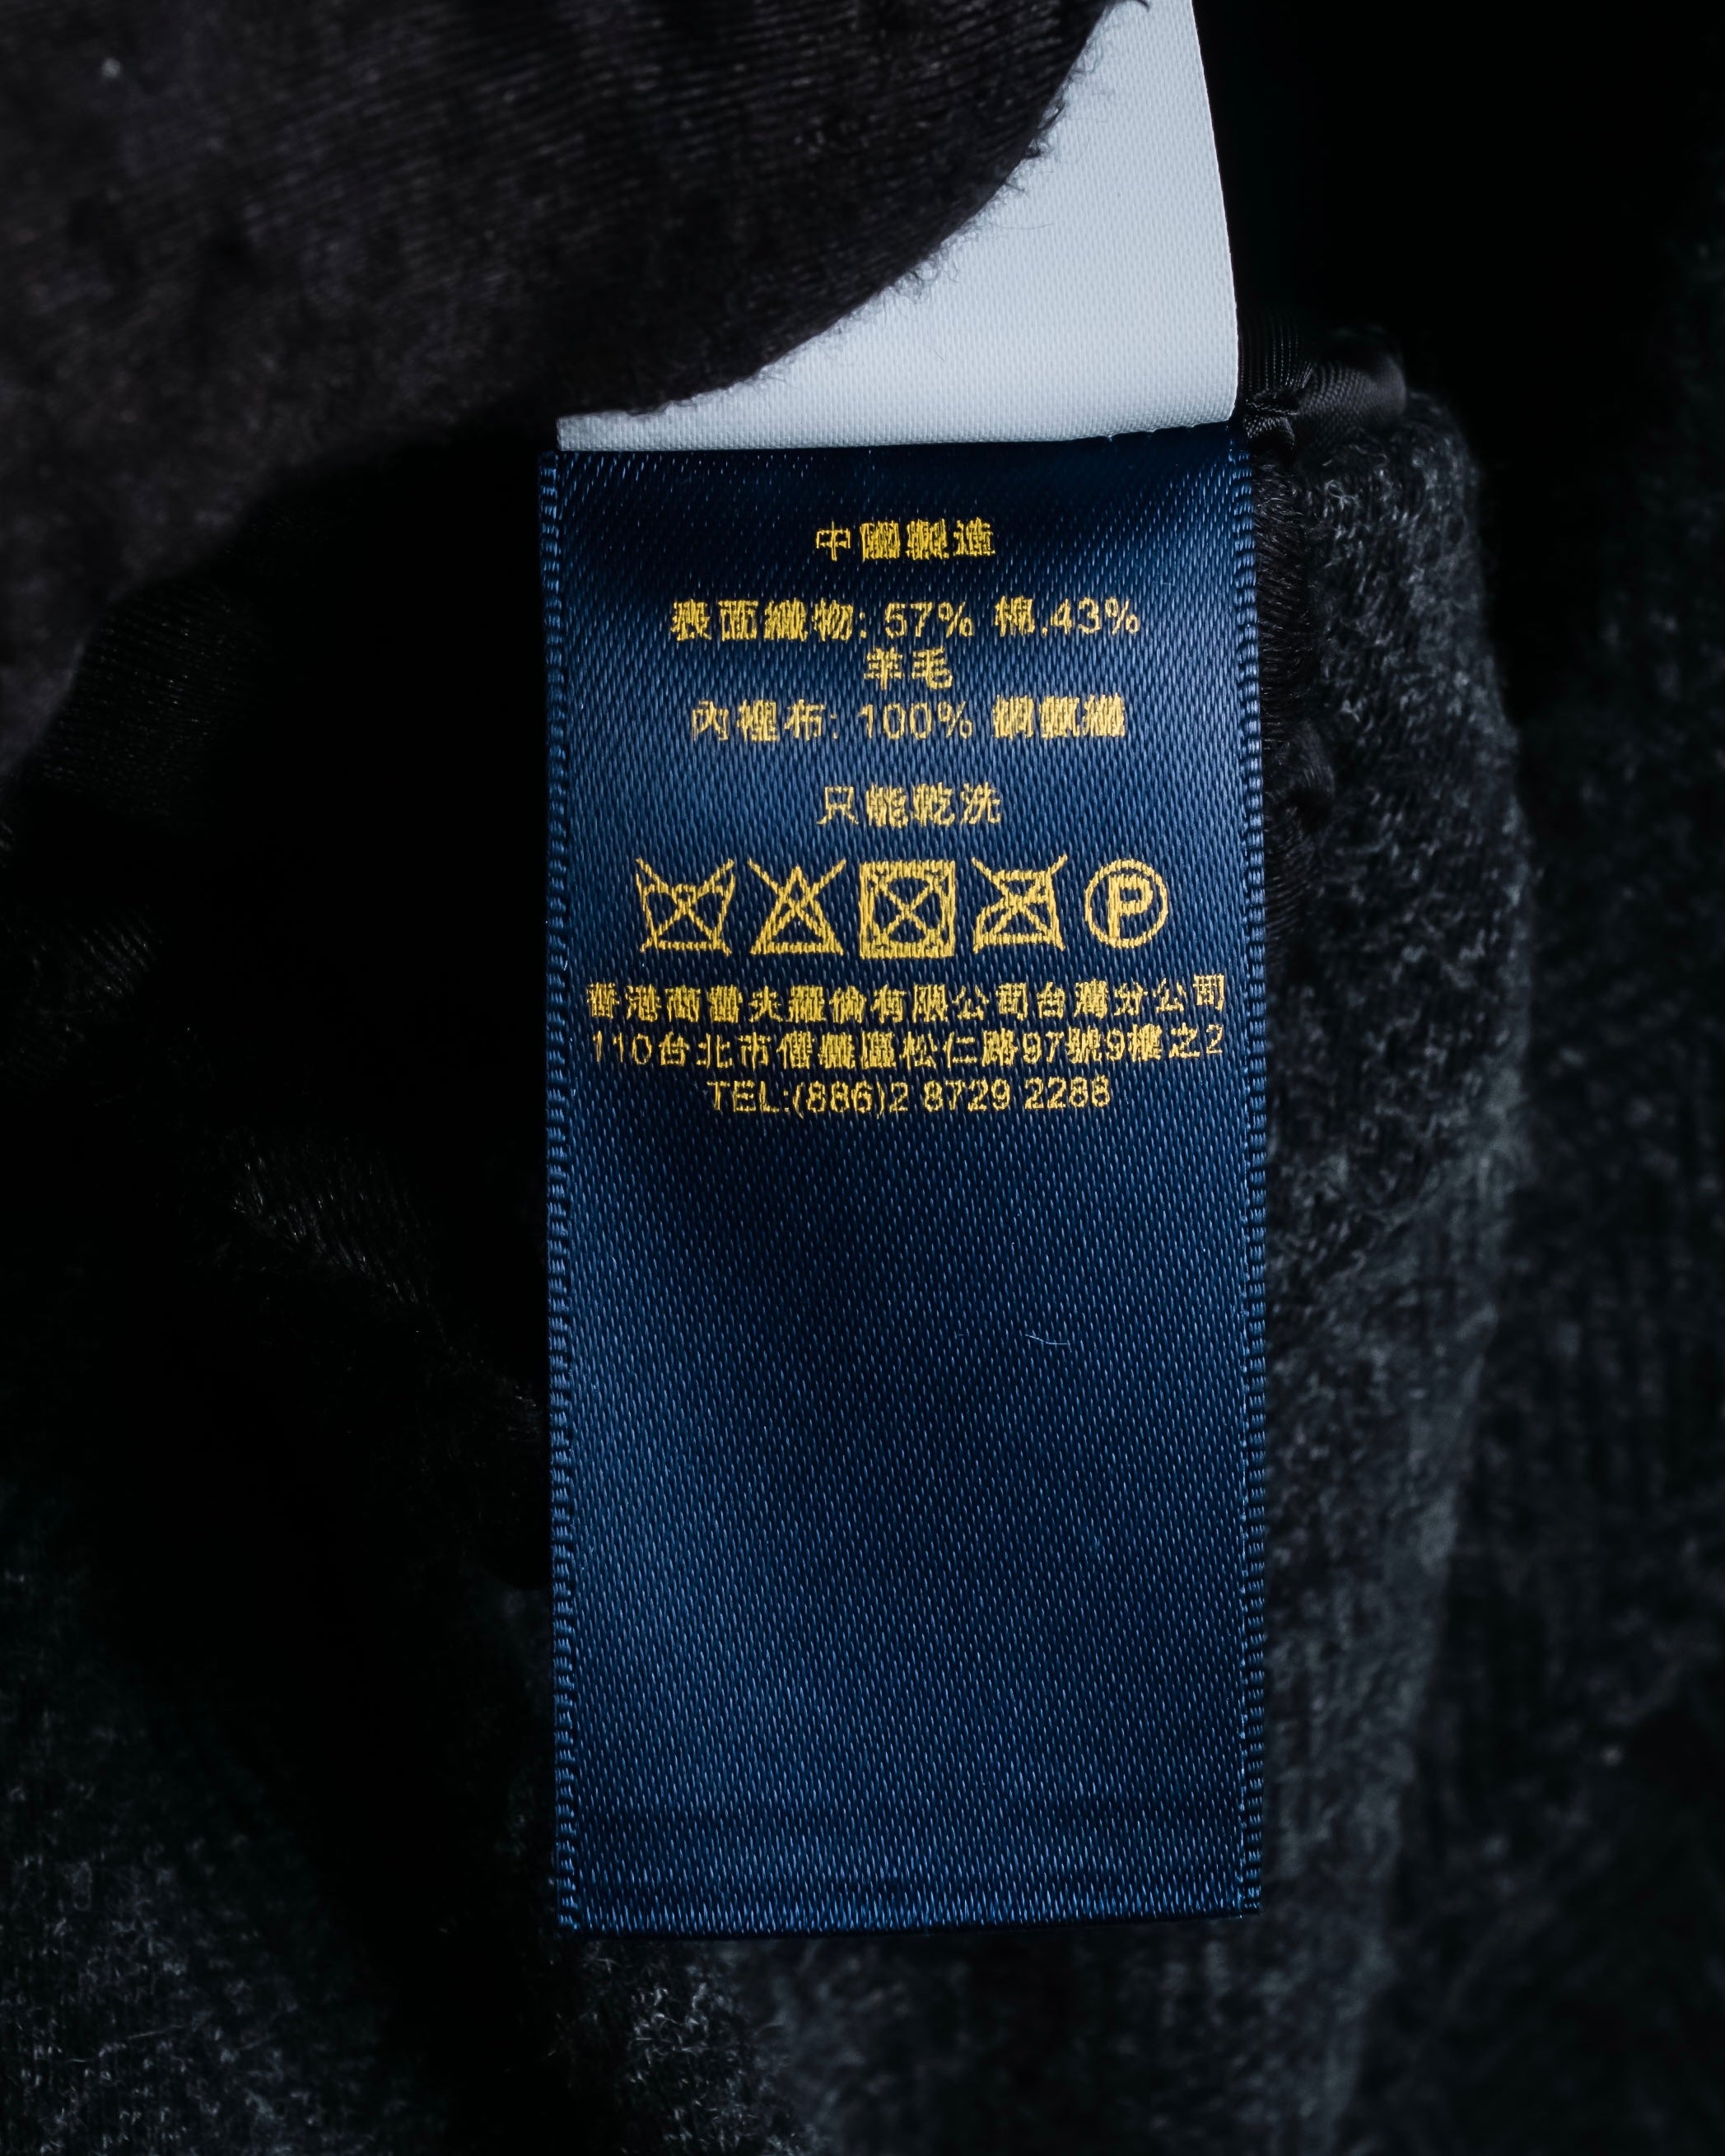 中國製造
表面織物: 57% 棉,43%
羊毛
內裡布: 100% 銅氨纖
只能乾洗
P
香港商雷夫羅倫有限公司台灣分公司
110台北市信義區松仁路97號9樓之2
TEL:(886)2 8729 2288